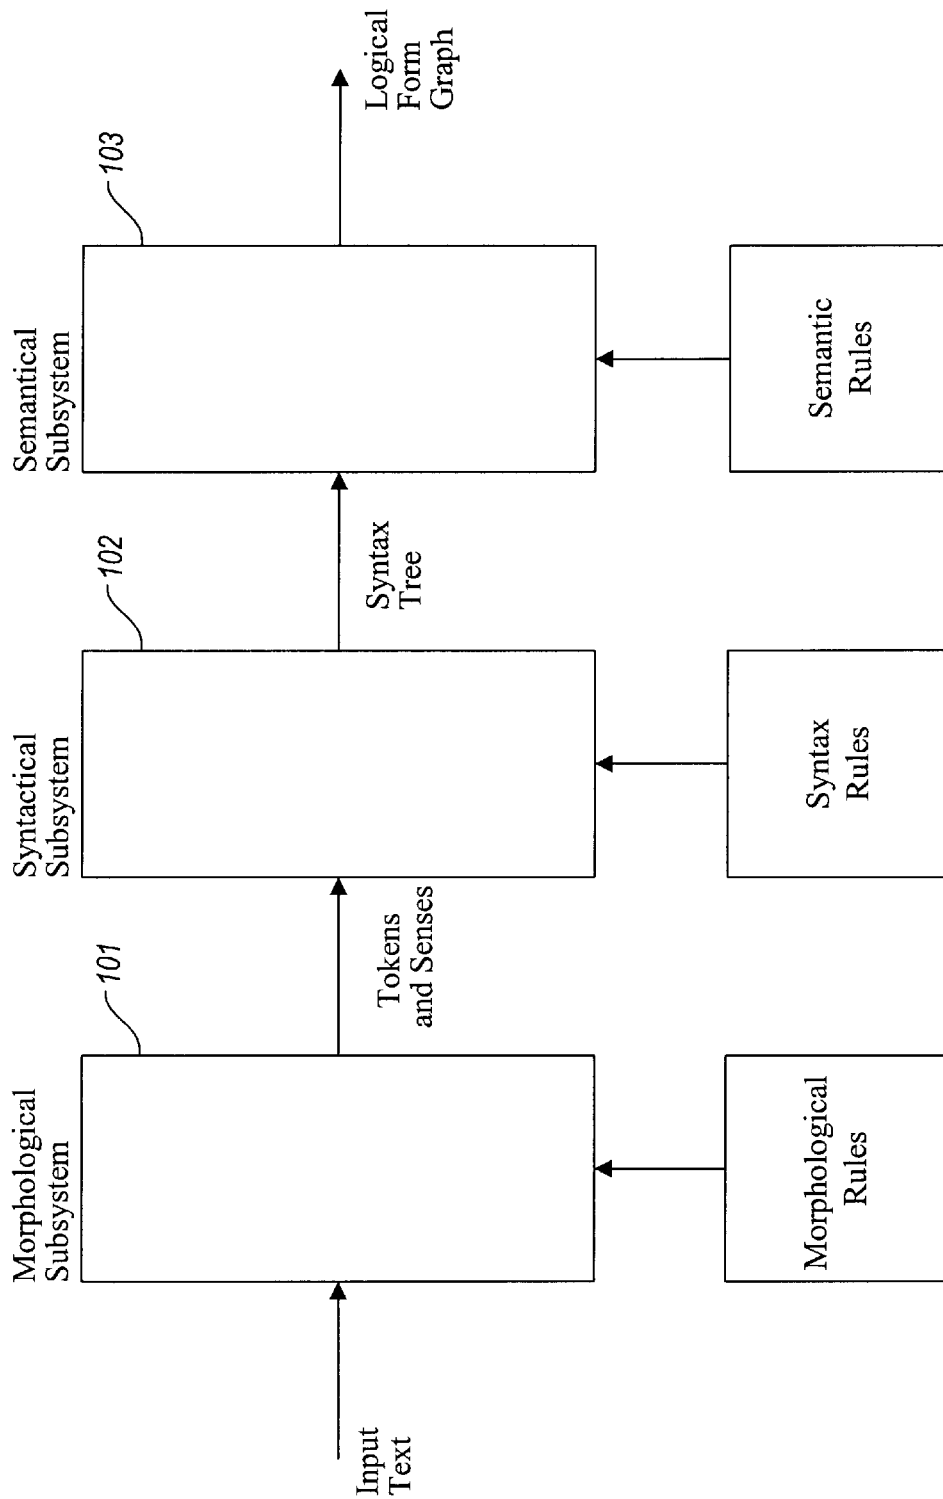 Morphological
Subsystem
101
Syntactical
Subsystem
102
Semantical
Subsystem
103
Input
Text
Tokens
and Senses
Syntax
Tree
Logical
Form
Graph
Morphological
Rules
Syntax
Rules
Semantic
Rules